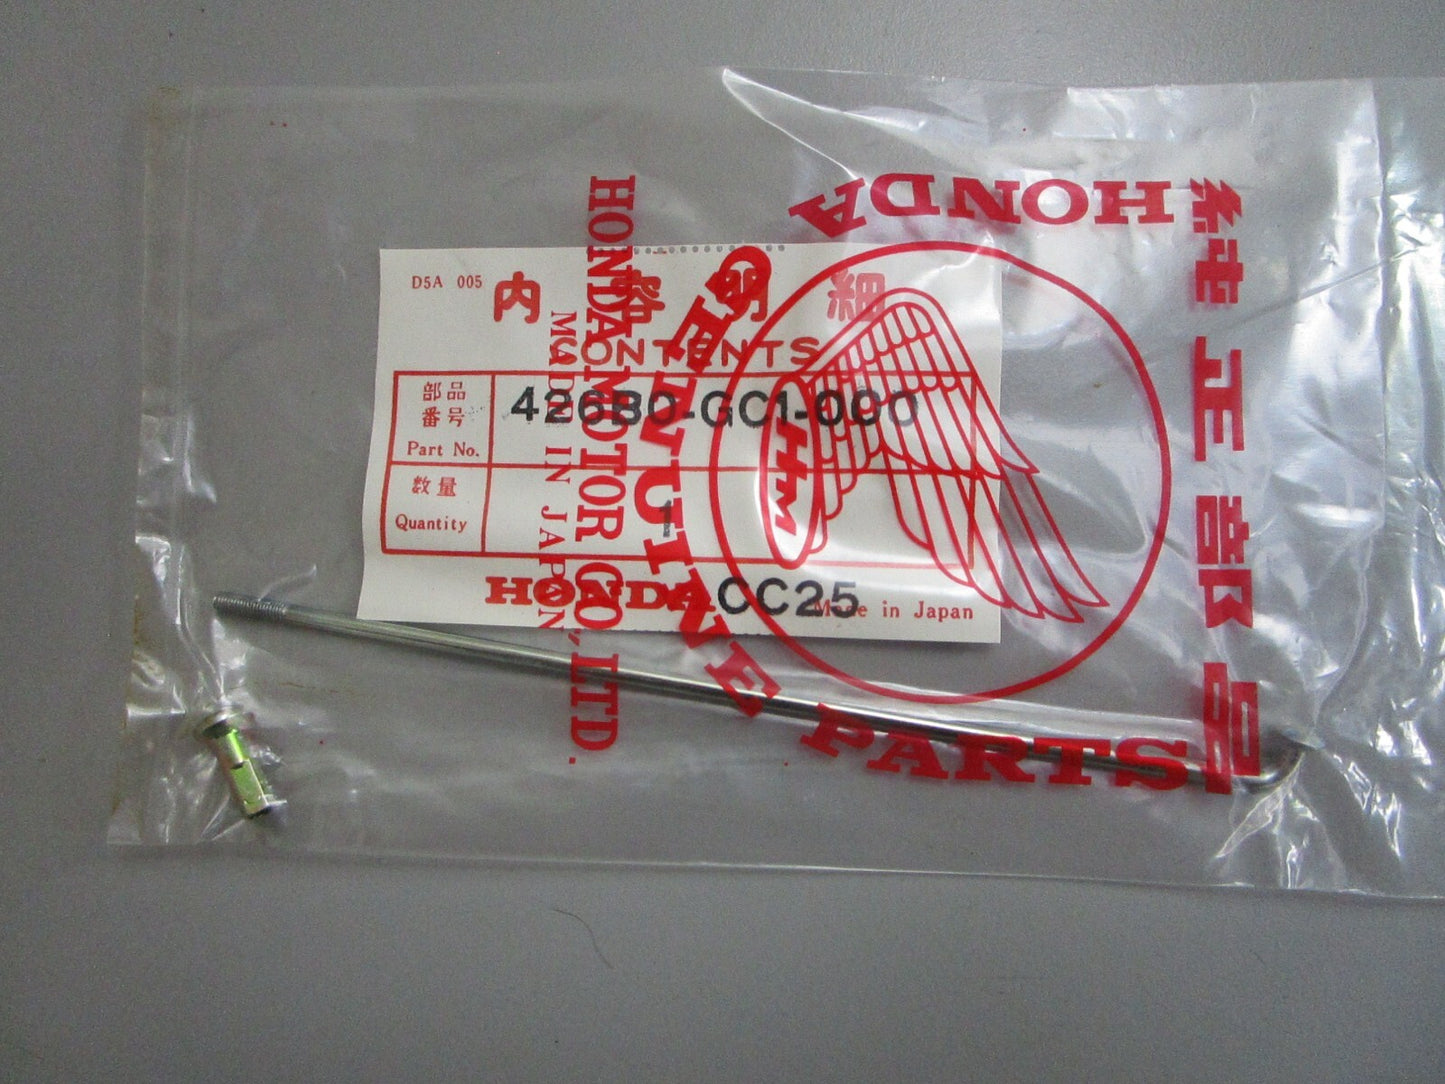 D5A 005
内容明細
CONTENTS
部品
番号
Part No.
42680-GC1-000
数量
Quantity
1
HONDA
CC25
Made in Japan
HONDA MOTOR CO., LTD.
MADE IN JAPAN
HONDA
GENUINE PARTS
HM
純正部品